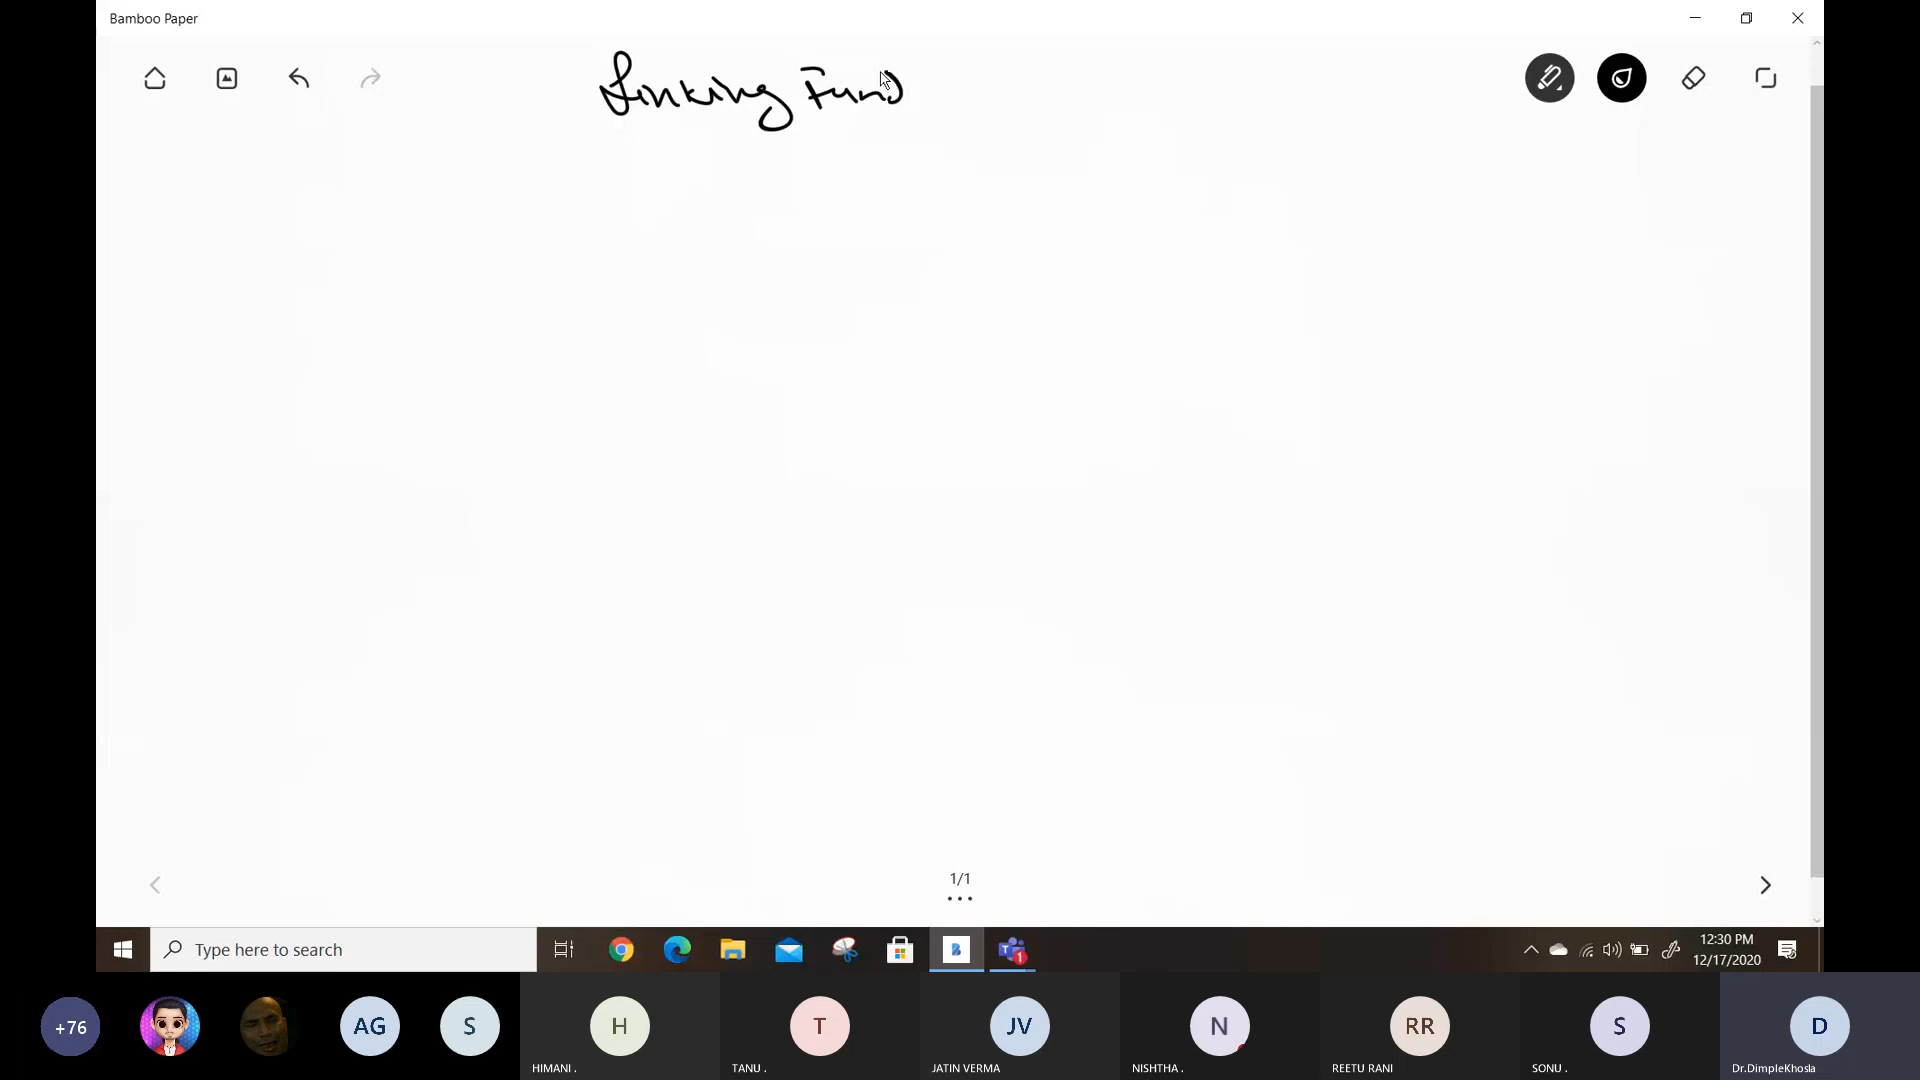 Bamboo Paper
Sinking Fund
1/1
Type here to search
B
T
1
12:30 PM
12/17/2020
+76
AG
S
H
T
JV
N
RR
S
D
HIMANI .
TANU .
JATIN VERMA
NISHTHA .
REETU RANI
SONU .
Dr.DimpleKhosla